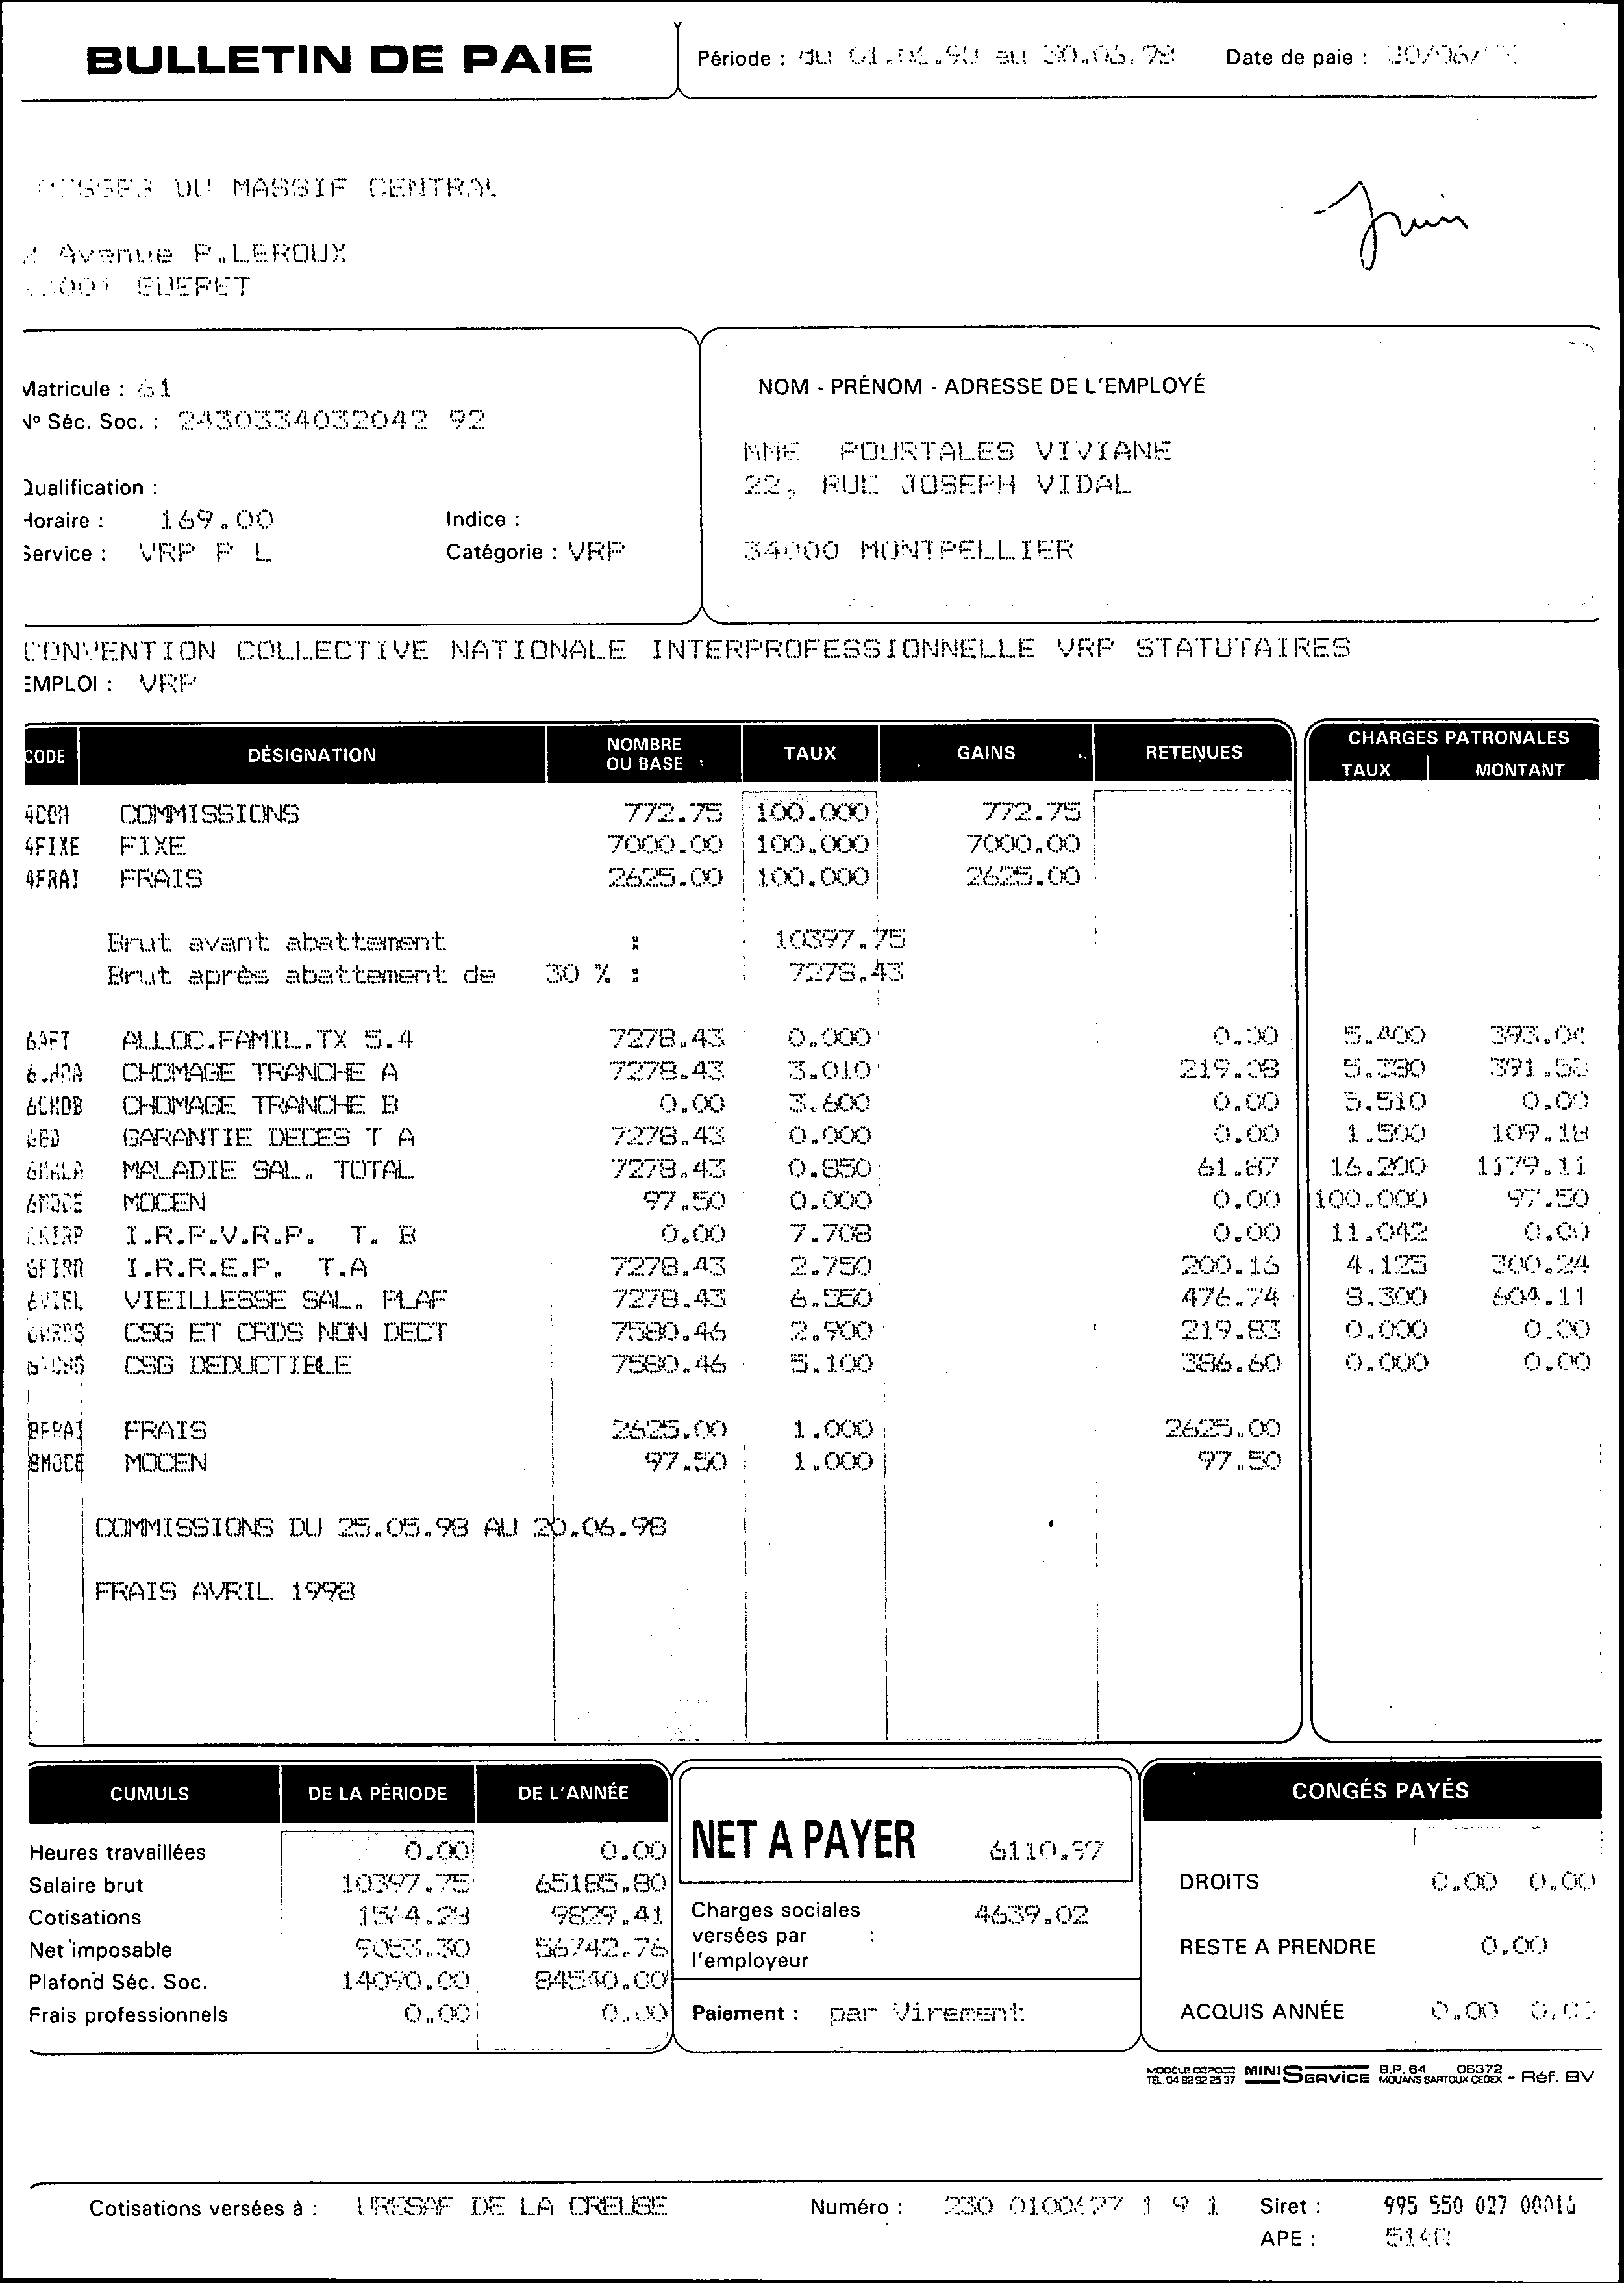 BULLETIN DE PAIE
Période : du 01.06.98 au 30.06.98 Date de paie : 30/06/
DU MASSIF CENTRAL
Juin
2 Avenue P.LEROUX
GUERET
Matricule : 61
Nº Séc. Soc. : 2430334032042 92
Qualification :
Horaire : 169.00 Indice :
Service : VRP P L Catégorie : VRP
NOM - PRÉNOM - ADRESSE DE L'EMPLOYÉ
MME POURTALES VIVIANE
22, RUE JOSEPH VIDAL
34000 MONTPELLIER
CONVENTION COLLECTIVE NATIONALE INTERPROFESSIONNELLE VRP STATUTAIRES
EMPLOI : VRP
CODE DÉSIGNATION NOMBRE OU BASE TAUX GAINS RETENUES CHARGES PATRONALES
TAUX MONTANT
4COM COMMISSIONS 772.75 100.000 772.75
4FIXE FIXE 7000.00 100.000 7000.00
4FRAI FRAIS 2625.00 100.000 2625.00
Brut avant abattement : 10397.75
Brut après abattement de 30 % : 7278.43
6AFT ALLOC.FAMIL.TX 5.4 7278.43 0.000 0.00 5.400 393.04
CHOMAGE TRANCHE A 7278.43 3.010 219.08 5.380 391.58
6CHOB CHOMAGE TRANCHE B 0.00 3.600 0.00 5.510 0.00
6GD GARANTIE DECES T A 7278.43 0.000 0.00 1.500 109.18
6MALA MALADIE SAL. TOTAL 7278.43 0.850 61.87 16.200 1179.11
6MOCE MOCEN 97.50 0.000 0.00 100.000 97.50
I.R.P.V.R.P. T. B 0.00 7.708 0.00 11.042 0.00
I.R.R.E.P. T.A 7278.43 2.750 200.16 4.125 300.24
6VIEL VIEILLESSE SAL. PLAF 7278.43 6.550 476.74 8.300 604.11
CSG ET CRDS NON DECT 7580.46 2.900 219.83 0.000 0.00
CSG DEDUCTIBLE 7580.46 5.100 386.60 0.000 0.00
8FRAI FRAIS 2625.00 1.000 2625.00
8MOCE MOCEN 97.50 1.000 97.50
COMMISSIONS DU 25.05.98 AU 20.06.98
FRAIS AVRIL 1998
CUMULS DE LA PÉRIODE DE L'ANNÉE
Heures travaillées 0.00 0.00
Salaire brut 10397.75 65185.80
Cotisations 1564.28 9829.41
Net imposable 9053.30 56742.76
Plafond Séc. Soc. 14090.00 84540.00
Frais professionnels 0.00 0.00
NET A PAYER 6110.97
Charges sociales
versées par : 4639.02
l'employeur
Paiement : par Virement
CONGÉS PAYÉS
DROITS 0.00 0.00
RESTE A PRENDRE 0.00
ACQUIS ANNÉE 0.00 0.00
MODÈLE DÉPOSÉ
TÉL. 04 92 92 25 37 MINI SERVICE B.P. 64 06372
MOUANS SARTOUX CEDEX - Réf. BV
Cotisations versées à : URSSAF DE LA CREUSE Numéro : 230 0100627 1 9 1 Siret : 995 550 027 00016
APE :